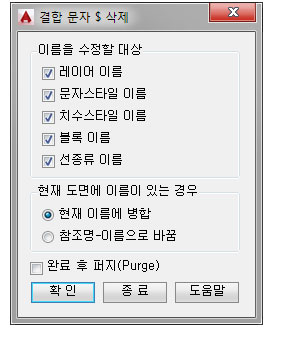 결합 문자 $ 삭제
이름을 수정할 대상
레이어 이름
문자스타일 이름
치수스타일 이름
블록 이름
선종류 이름
현재 도면에 이름이 있는 경우
현재 이름에 병합
참조명-이름으로 바꿈
완료 후 퍼지(Purge)
확 인 종 료 도움말